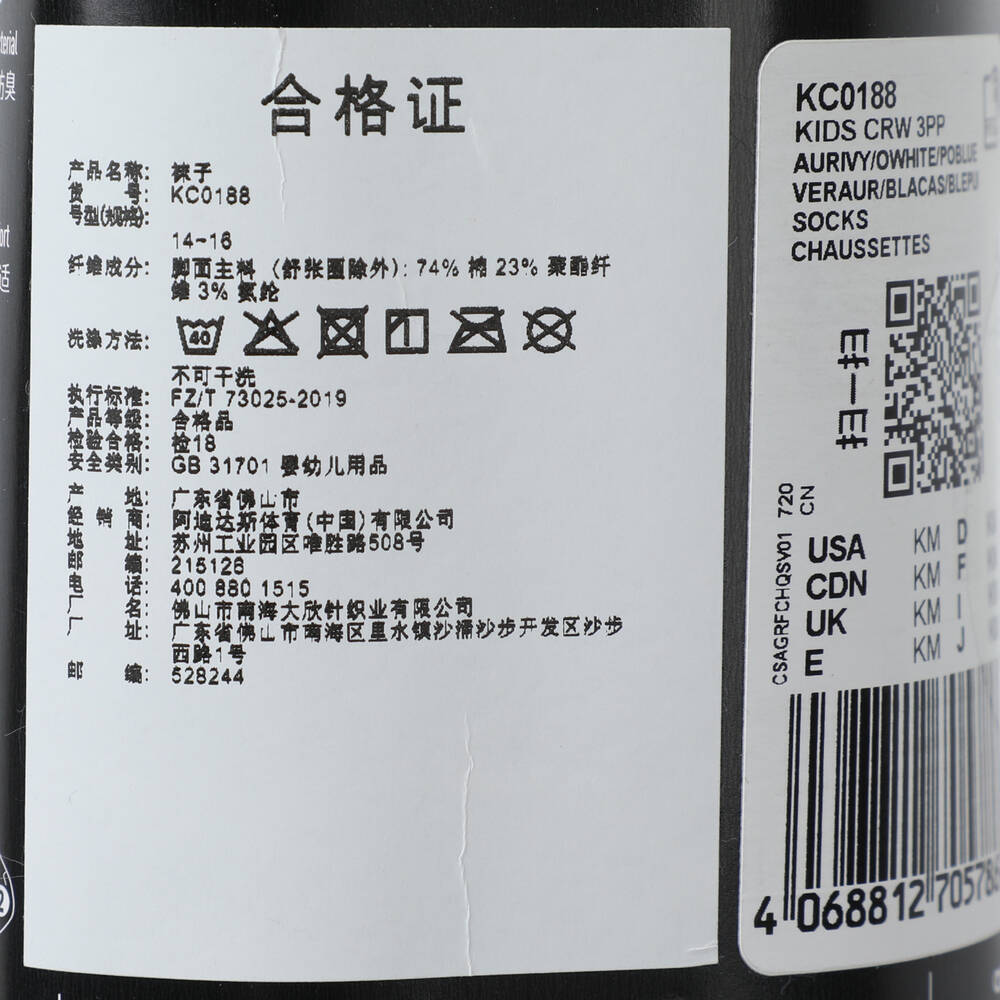 合格证
产品名称: 袜子
货 号: KC0188
号型(规格):
14-16
纤维成分: 脚面主料 (舒张圈除外): 74% 棉 23% 聚酯纤
维 3% 氨纶
洗涤方法:
40
不可干洗
执行标准: FZ/T 73025-2019
产品等级: 合格品
检验合格: 检18
安全类别: GB 31701 婴幼儿用品
产 地: 广东省佛山市
经 销 商: 阿迪达斯体育(中国)有限公司
地 址: 苏州工业园区唯胜路508号
邮 编: 215126
电 话: 400 880 1515
厂 名: 佛山市南海大欣针织业有限公司
厂 址: 广东省佛山市南海区里水镇沙涌沙步开发区沙步
西路1号
邮 编: 528244
KC0188
KIDS CRW 3PP
AURIVY/OWHITE/POBLUE
VERAUR/BLACAS/BLEPU
SOCKS
CHAUSSETTES
扫一扫
CSAGRFCHQSV01 720
CN
USA KM D
CDN KM F
UK KM I
E KM J
4 068812 70578
terial
防臭
ort
适